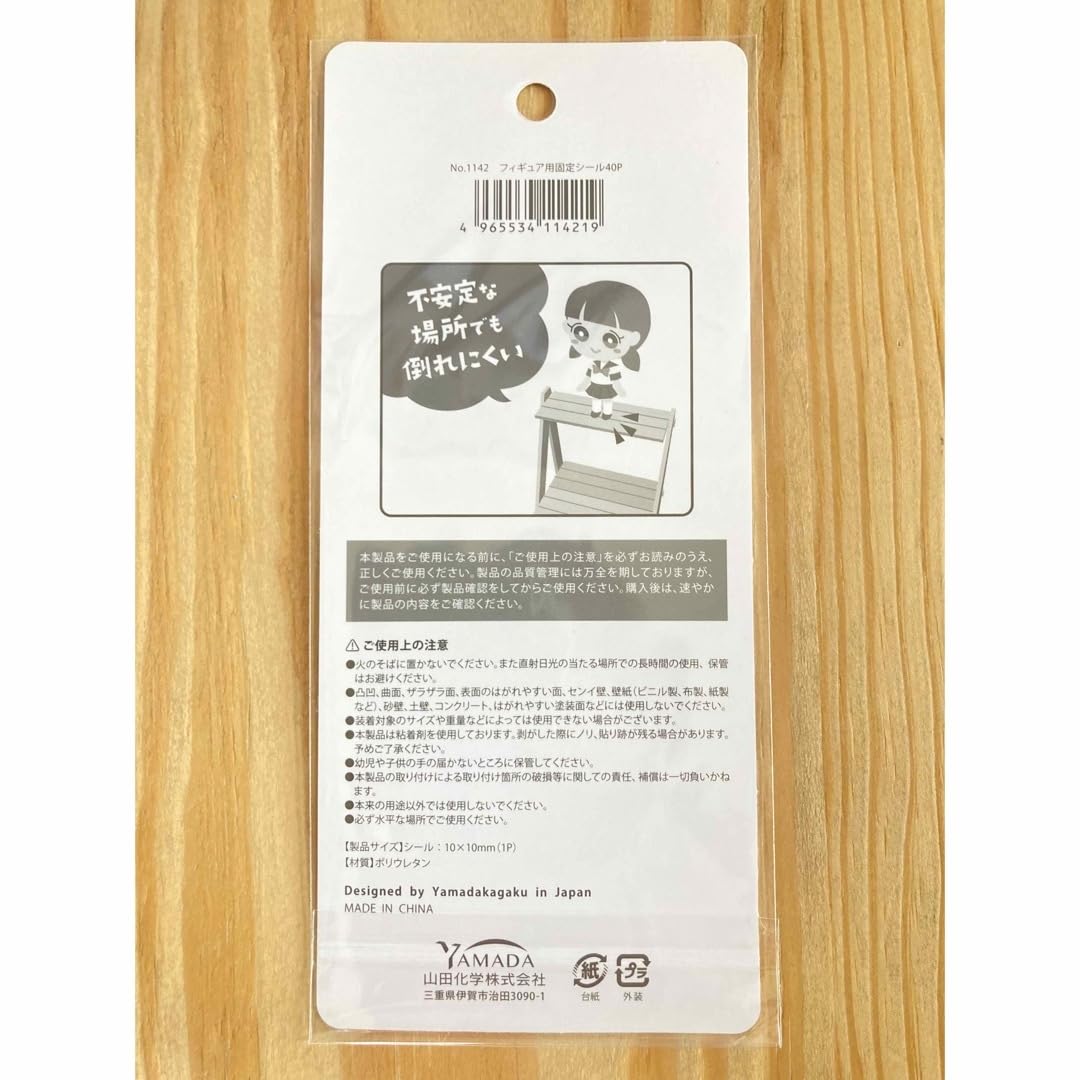 No.1142 フィギュア用固定シール40P
4 965534 114219
不安定な
場所でも
倒れにくい
本製品をご使用になる前に、「ご使用上の注意」を必ずお読みのうえ、
正しくご使用ください。製品の品質管理には万全を期しておりますが、
ご使用前に必ず製品確認をしてからご使用ください。購入後は、速やか
に製品の内容をご確認ください。
ご使用上の注意
●火のそばに置かないでください。また直射日光の当たる場所での長時間の使用、保管
はお避けください。
●凸凹、曲面、ザラザラ面、表面のはがれやすい面、センイ壁、壁紙(ビニル製、布製、紙製
など)、砂壁、土壁、コンクリート、はがれやすい塗装面などには使用しないでください。
●装着対象のサイズや重量などによっては使用できない場合がございます。
●本製品は粘着剤を使用しております。剥がした際にノリ、貼り跡が残る場合があります。
予めご了承ください。
●幼児や子供の手の届かないところに保管してください。
●本製品の取り付けによる取り付け箇所の破損等に関しての責任、補償は一切負いかね
ます。
●本来の用途以外では使用しないでください。
●必ず水平な場所でご使用ください。
【製品サイズ】シール：10×10mm(1P)
【材質】ポリウレタン
Designed by Yamadakagaku in Japan
MADE IN CHINA
YAMADA
山田化学株式会社
三重県伊賀市治田3090-1
紙
台紙
プラ
外装